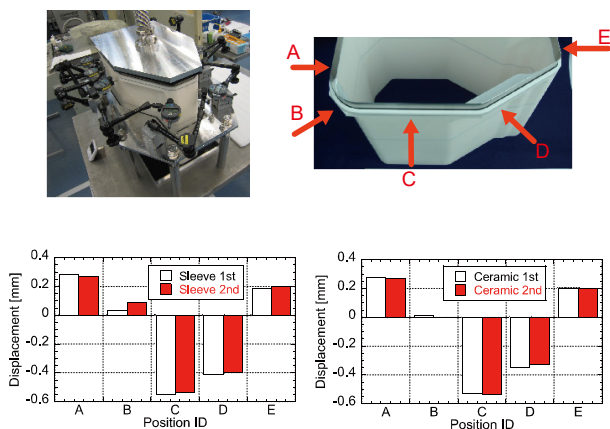 A
B
C
D
E
0.4
0.2
0
-0.2
-0.4
-0.6
Displacement [mm]
Sleeve 1st
Sleeve 2nd
A B C D E
Position ID
0.4
0.2
0
-0.2
-0.4
-0.6
Displacement [mm]
Ceramic 1st
Ceramic 2nd
A B C D E
Position ID